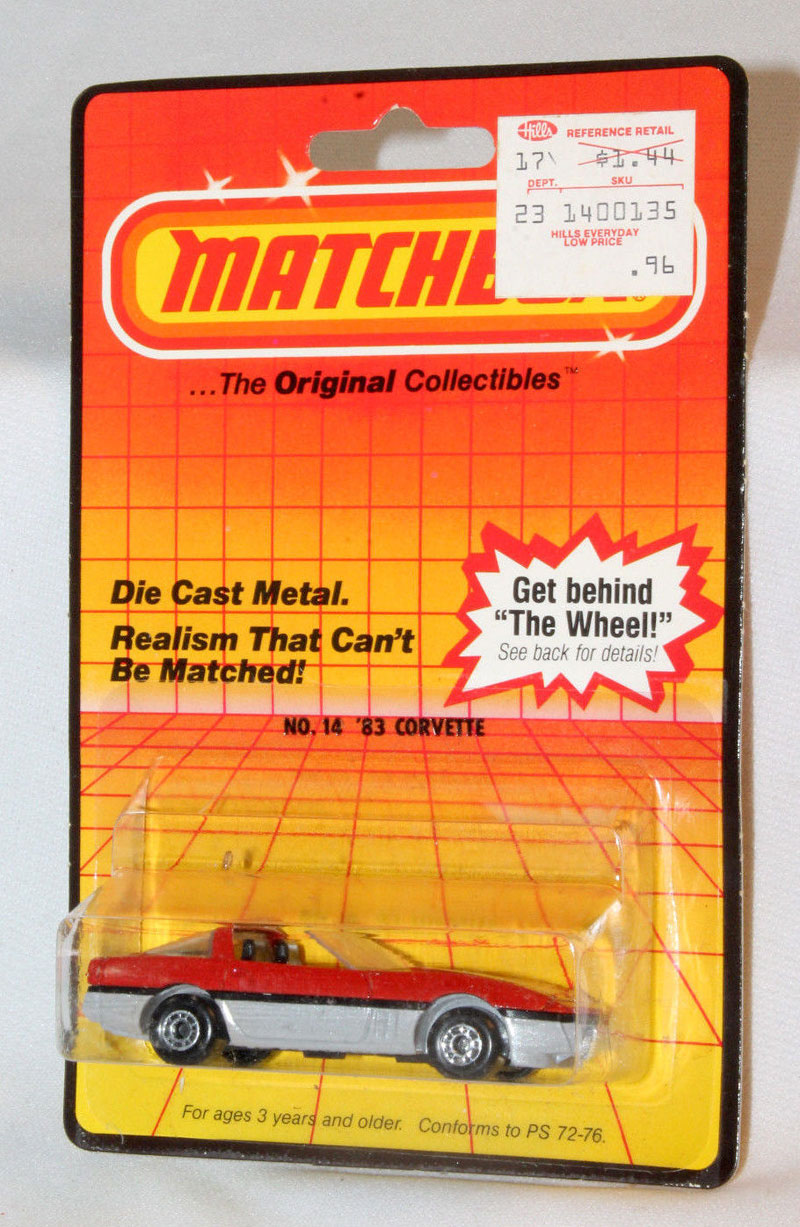 Hills REFERENCE RETAIL
17\ $1.44
DEPT. SKU
23 1400135
HILLS EVERYDAY
LOW PRICE
.96
MATCHBOX®
...The Original Collectibles™
Die Cast Metal.
Realism That Can't
Be Matched!
Get behind
"The Wheel!"
See back for details!
NO. 14 '83 CORVETTE
For ages 3 years and older. Conforms to PS 72-76.